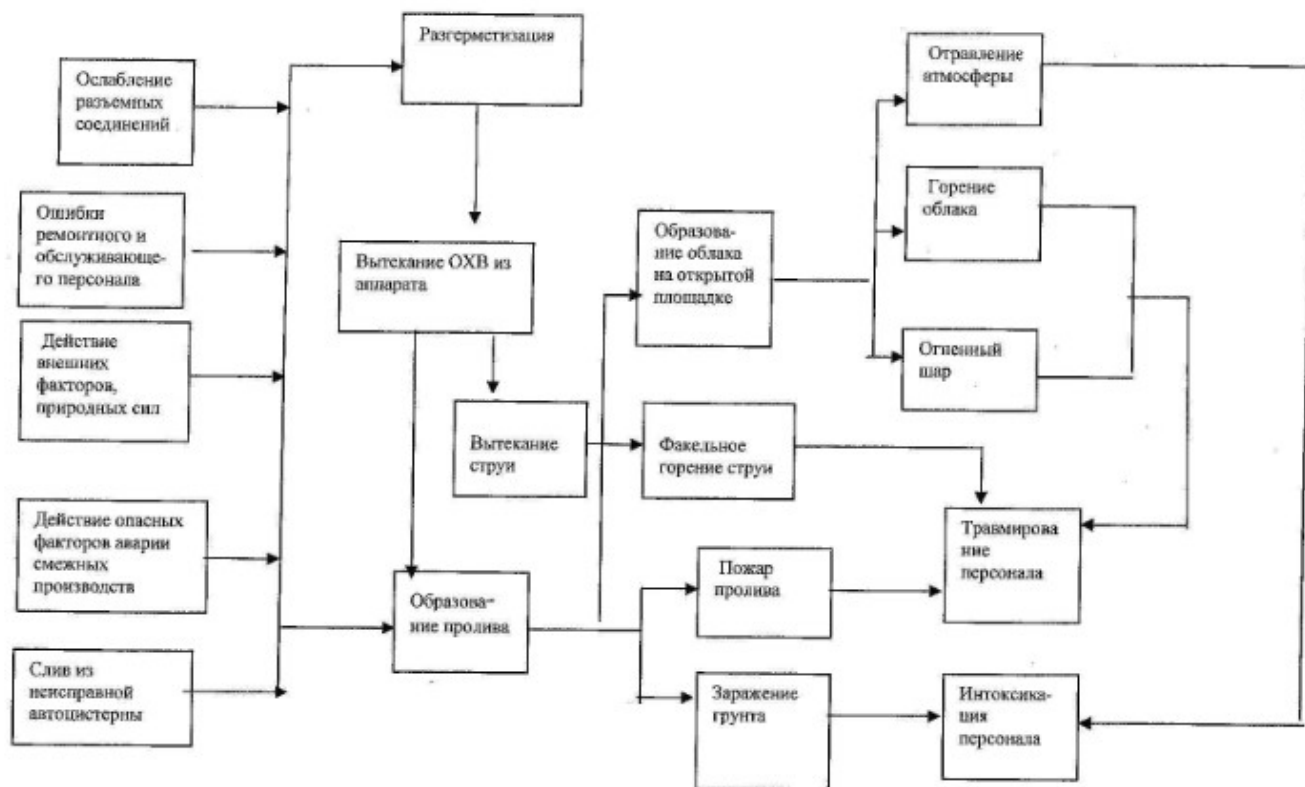 Разгерметизация
Ослабление
разъемных
соединений
Ошибки
ремонтного и
обслуживающе-
го персонала
Действие
внешних
факторов,
природных сил
Действие опасных
факторов аварии
смежных
производств
Слив из
неисправной
автоцистерны
Вытекание ОХВ из
аппарата
Вытекание
струи
Образова-
ние пролива
Образова-
ние облака
на открытой
площадке
Факельное
горение струи
Пожар
пролива
Заражение
грунта
Отравление
атмосферы
Горение
облака
Огненный
шар
Травмирова
ние
персонала
Интоксика-
ция
персонала